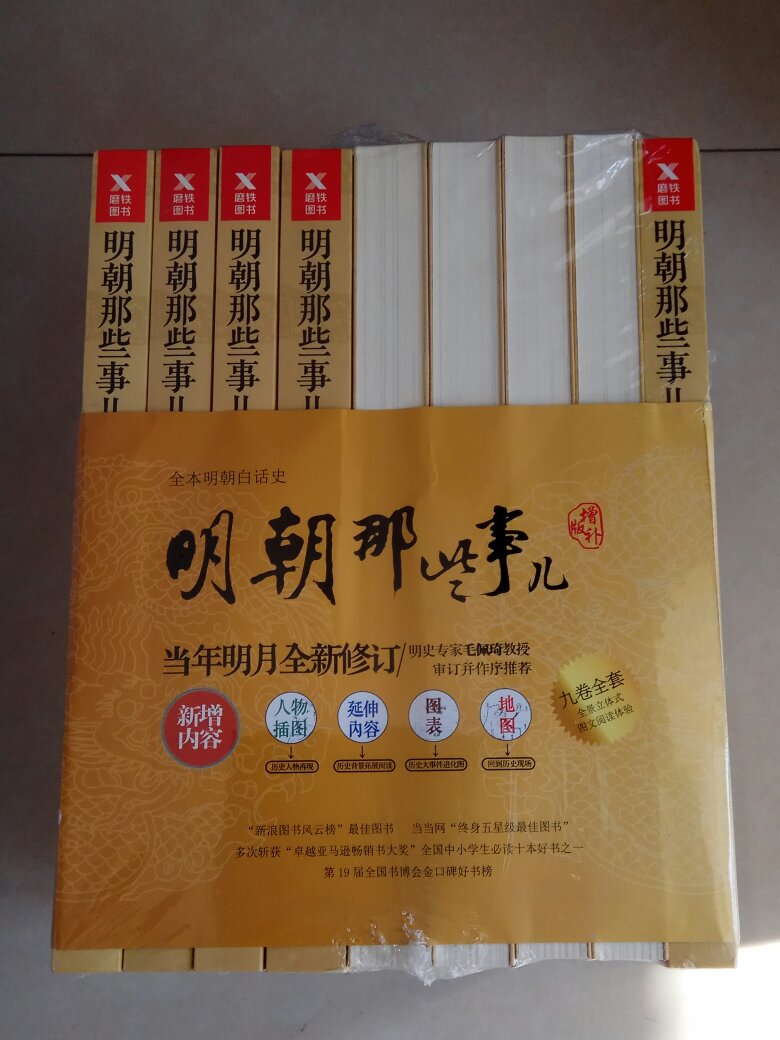 磨铁
图书
明朝那些事儿
磨铁
图书
明朝那些事儿
磨铁
图书
明朝那些事儿
磨铁
图书
明朝那些事儿
磨铁
图书
明朝那些事儿
全本明朝白话史
明朝那些事儿
增补版
当年明月全新修订/明史专家毛佩琦教授
审订并作序推荐
九卷全套
全景立体式
图文阅读体验
新增
内容
人物
插图
历史人物再现
延伸
内容
历史背景拓展阅读
图
表
历史大事件进化图
地
图
回到历史现场
“新浪图书风云榜”最佳图书 当当网“终身五星级最佳图书”
多次斩获“卓越亚马逊畅销书大奖”全国中小学生必读十本好书之一
第19届全国书博会金口碑好书榜